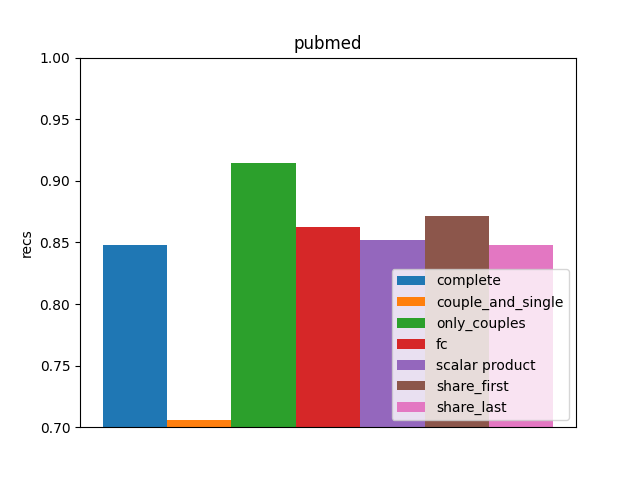 pubmed
1.00
0.95
0.90
0.85
0.80
0.75
0.70
recs
complete
couple_and_single
only_couples
fc
scalar product
share_first
share_last